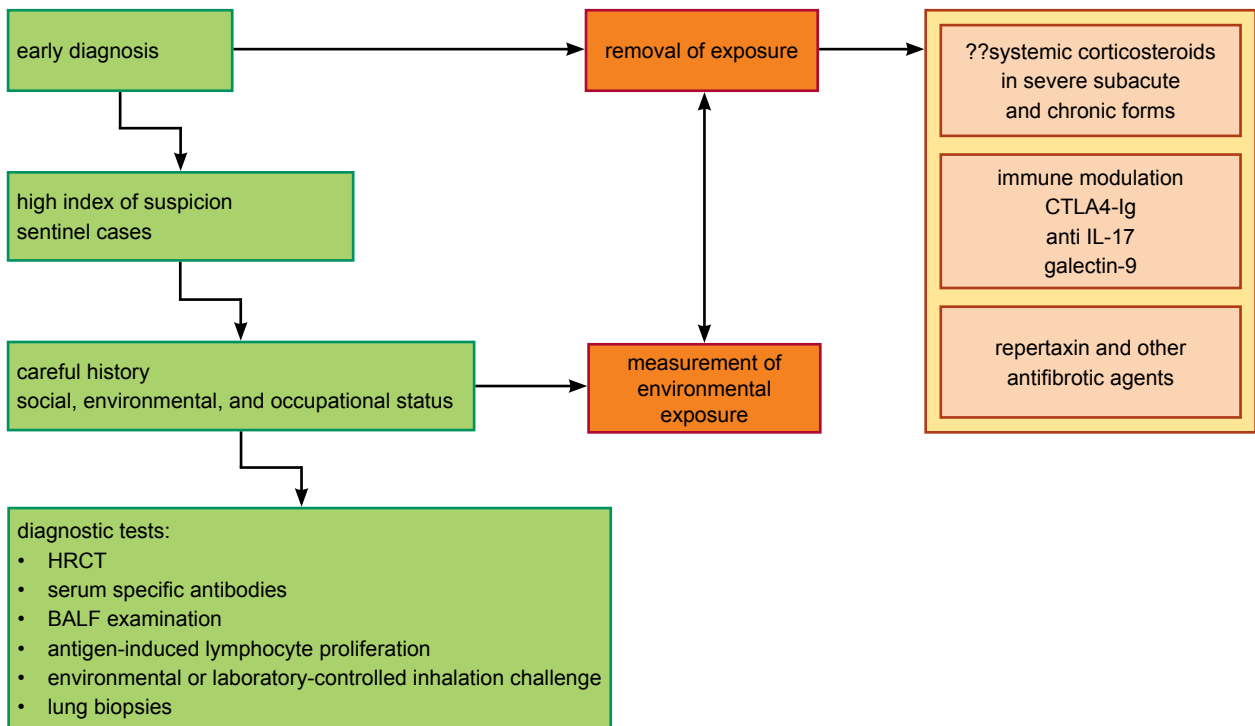 early diagnosis
removal of exposure
??systemic corticosteroids
in severe subacute
and chronic forms
high index of suspicion
sentinel cases
immune modulation
CTLA4-Ig
anti IL-17
galectin-9
careful history
social, environmental, and occupational status
measurement of
environmental
exposure
repertaxin and other
antifibrotic agents
diagnostic tests:
• HRCT
• serum specific antibodies
• BALF examination
• antigen-induced lymphocyte proliferation
• environmental or laboratory-controlled inhalation challenge
• lung biopsies